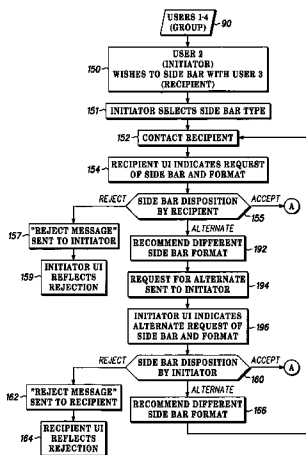 USERS 1-4
(GROUP)
90
150
USER 2
(INITIATOR)
WISHES TO SIDE BAR WITH USER 3
(RECIPIENT)
151
INITIATOR SELECTS SIDE BAR TYPE
152
CONTACT RECIPIENT
154
RECIPIENT UI INDICATES REQUEST
OF SIDE BAR AND FORMAT
REJECT
SIDE BAR DISPOSITION
BY RECIPIENT
ACCEPT
A
155
157
"REJECT MESSAGE"
SENT TO INITIATOR
ALTERNATE
RECOMMEND DIFFERENT
SIDE BAR FORMAT
192
159
INITIATOR UI
REFLECTS
REJECTION
REQUEST FOR ALTERNATE
SENT TO INITIATOR
194
INITIATOR UI INDICATES
ALTERNATE REQUEST OF
SIDE BAR AND FORMAT
196
REJECT
SIDE BAR DISPOSITION
BY INITIATOR
ACCEPT
A
160
162
"REJECT MESSAGE"
SENT TO RECIPIENT
ALTERNATE
RECOMMEND DIFFERENT
SIDE BAR FORMAT
166
164
RECIPIENT UI
REFLECTS
REJECTION